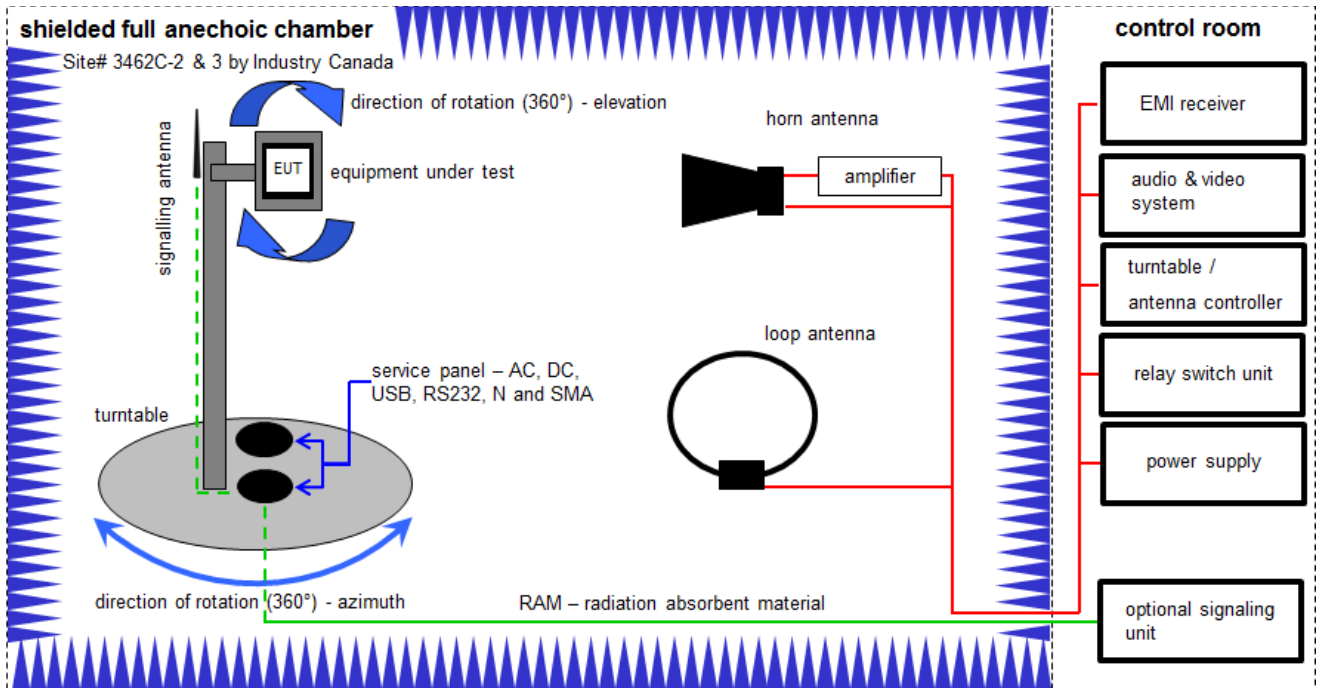 shielded full anechoic chamber
Site# 3462C-2 & 3 by Industry Canada
direction of rotation (360°) - elevation
signalling antenna
EUT
equipment under test
horn antenna
amplifier
loop antenna
service panel – AC, DC,
USB, RS232, N and SMA
turntable
direction of rotation (360°) - azimuth
RAM – radiation absorbent material
control room
EMI receiver
audio & video
system
turntable /
antenna controller
relay switch unit
power supply
optional signaling
unit